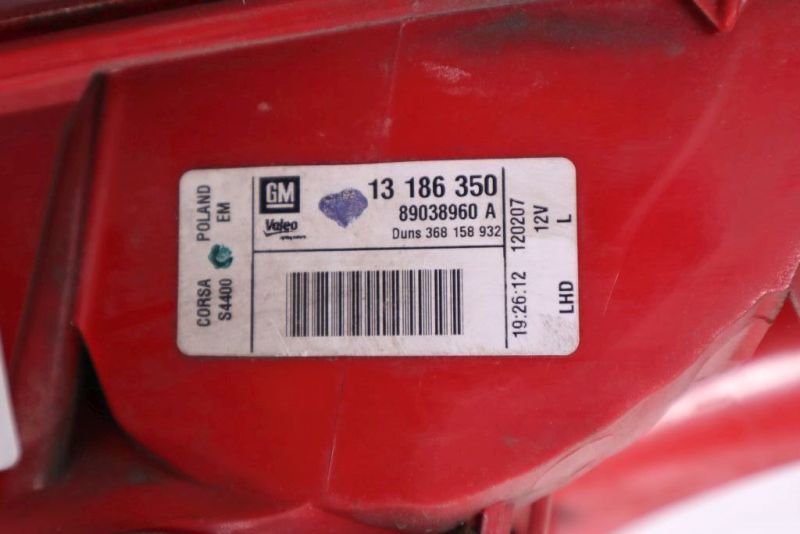 GM
Valeo
13 186 350
89038960 A
Duns 368 158 932
CORSA POLAND
S4400 EM
19:26:12 120207
12V
LHD L